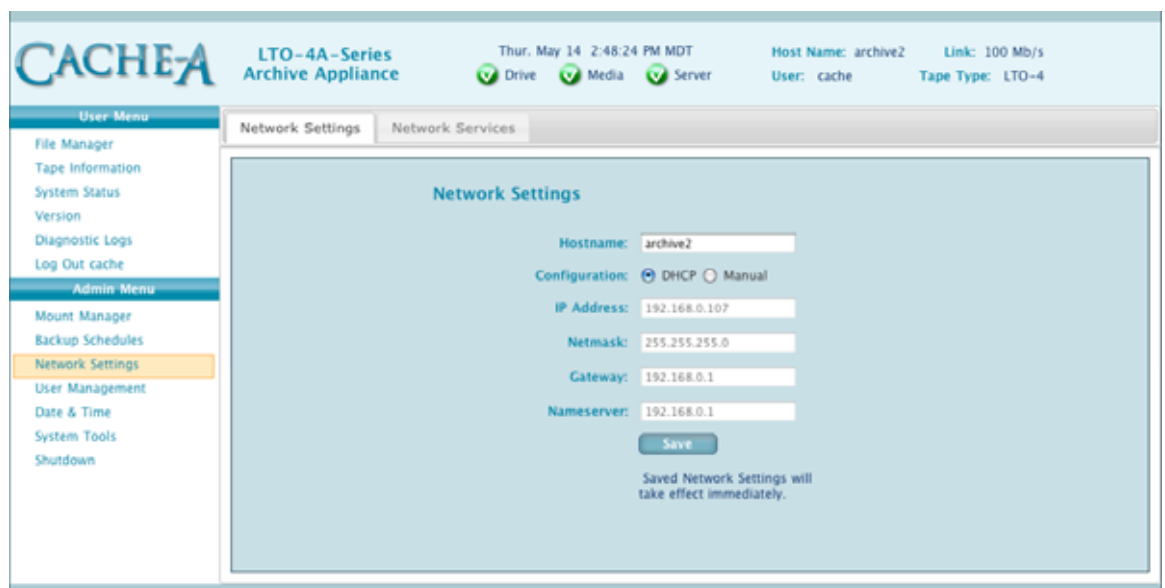 CACHE-A
LTO-4A-Series
Archive Appliance
Thur. May 14 2:48:24 PM MDT
Drive Media Server
Host Name: archive2 Link: 100 Mb/s
User: cache Tape Type: LTO-4
User Menu
File Manager
Tape Information
System Status
Version
Diagnostic Logs
Log Out cache
Admin Menu
Mount Manager
Backup Schedules
Network Settings
User Management
Date & Time
System Tools
Shutdown
Network Settings Network Services
Network Settings
Hostname: archive2
Configuration: DHCP Manual
IP Address: 192.168.0.107
Netmask: 255.255.255.0
Gateway: 192.168.0.1
Nameserver: 192.168.0.1
Save
Saved Network Settings will
take effect immediately.